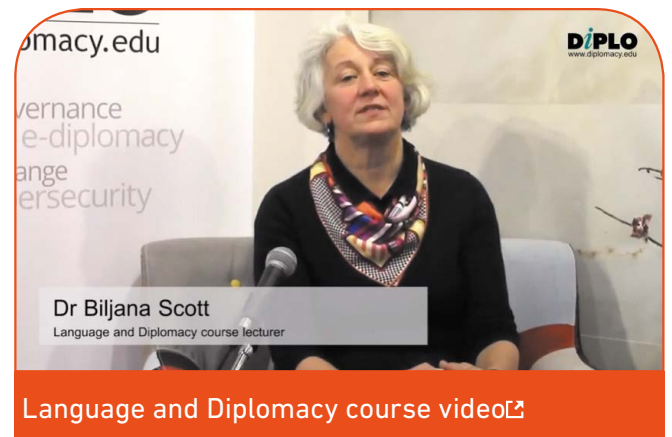 omacy.edu
DiPLO
www.diplomacy.edu
vernance
e-diplomacy
ange
ersecurity
Dr Biljana Scott
Language and Diplomacy course lecturer
Language and Diplomacy course video